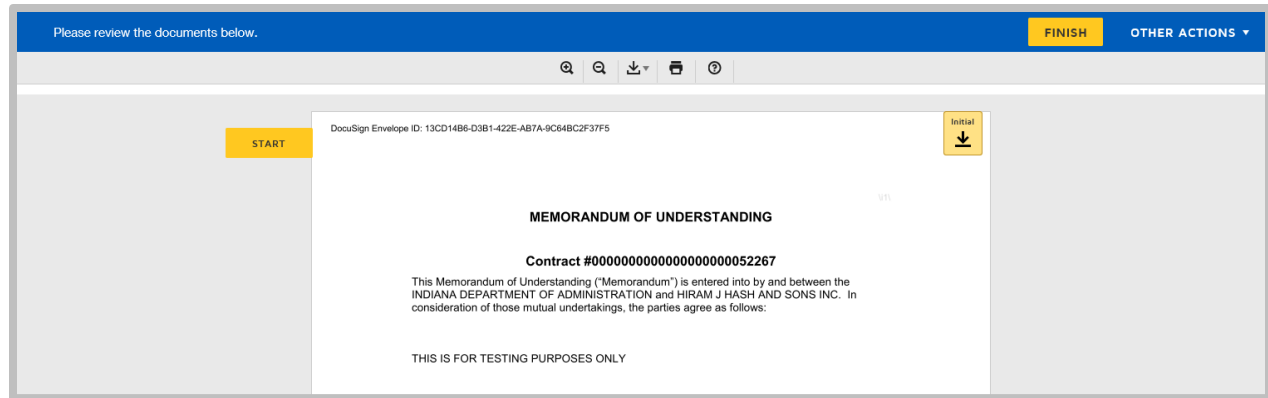 Please review the documents below.
FINISH
OTHER ACTIONS
START
DocuSign Envelope ID: 13CD14B6-D3B1-422E-AB7A-9C64BC2F37F5
Initial
MEMORANDUM OF UNDERSTANDING
Contract #0000000000000000000052267
This Memorandum of Understanding (“Memorandum”) is entered into by and between the
INDIANA DEPARTMENT OF ADMINISTRATION and HIRAM J HASH AND SONS INC. In
consideration of those mutual undertakings, the parties agree as follows:
THIS IS FOR TESTING PURPOSES ONLY